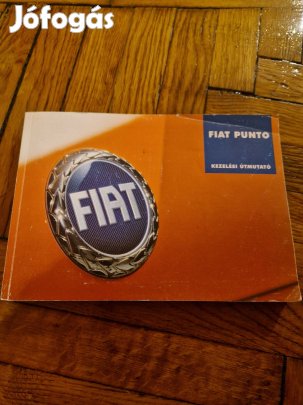 Jófogás
FIAT PUNTO
KEZELÉSI ÚTMUTATÓ
FIAT